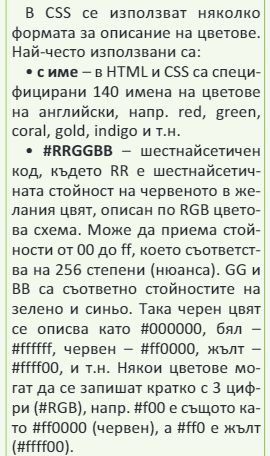 В CSS се използват няколко
формата за описание на цветове.
Най-често използвани са:
• с име – в HTML и CSS са специ-
фицирани 140 имена на цветове
на английски, напр. red, green,
coral, gold, indigo и т.н.
• #RRGGBB – шестнайсетичен
код, където RR е шестнайсетич-
ната стойност на червеното в же-
лания цвят, описан по RGB цвето-
ва схема. Може да приема стой-
ности от 00 до ff, което съответст-
ва на 256 степени (нюанса). GG и
BB са съответно стойностите на
зелено и синьо. Така черен цвят
се описва като #000000, бял –
#ffffff, червен – #ff0000, жълт –
#ffff00, и т.н. Някои цветове мо-
гат да се запишат кратко с 3 циф-
ри (#RGB), напр. #f00 е същото ка-
то #ff0000 (червен), а #ff0 е жълт
(#ffff00).